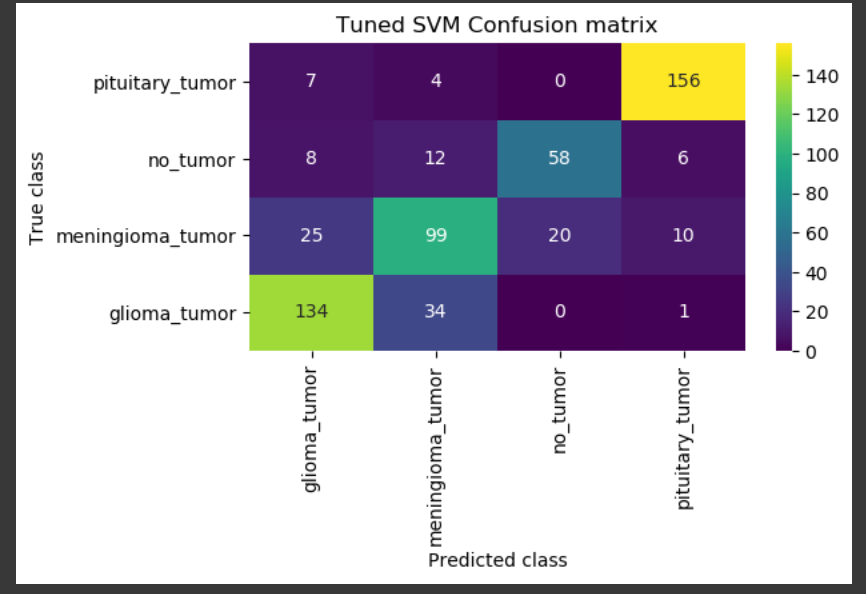 Tuned SVM Confusion matrix
True class
pituitary_tumor 7 4 0 156
no_tumor 8 12 58 6
meningioma_tumor 25 99 20 10
glioma_tumor 134 34 0 1
glioma_tumor
meningioma_tumor
no_tumor
pituitary_tumor
Predicted class
140
120
100
80
60
40
20
0